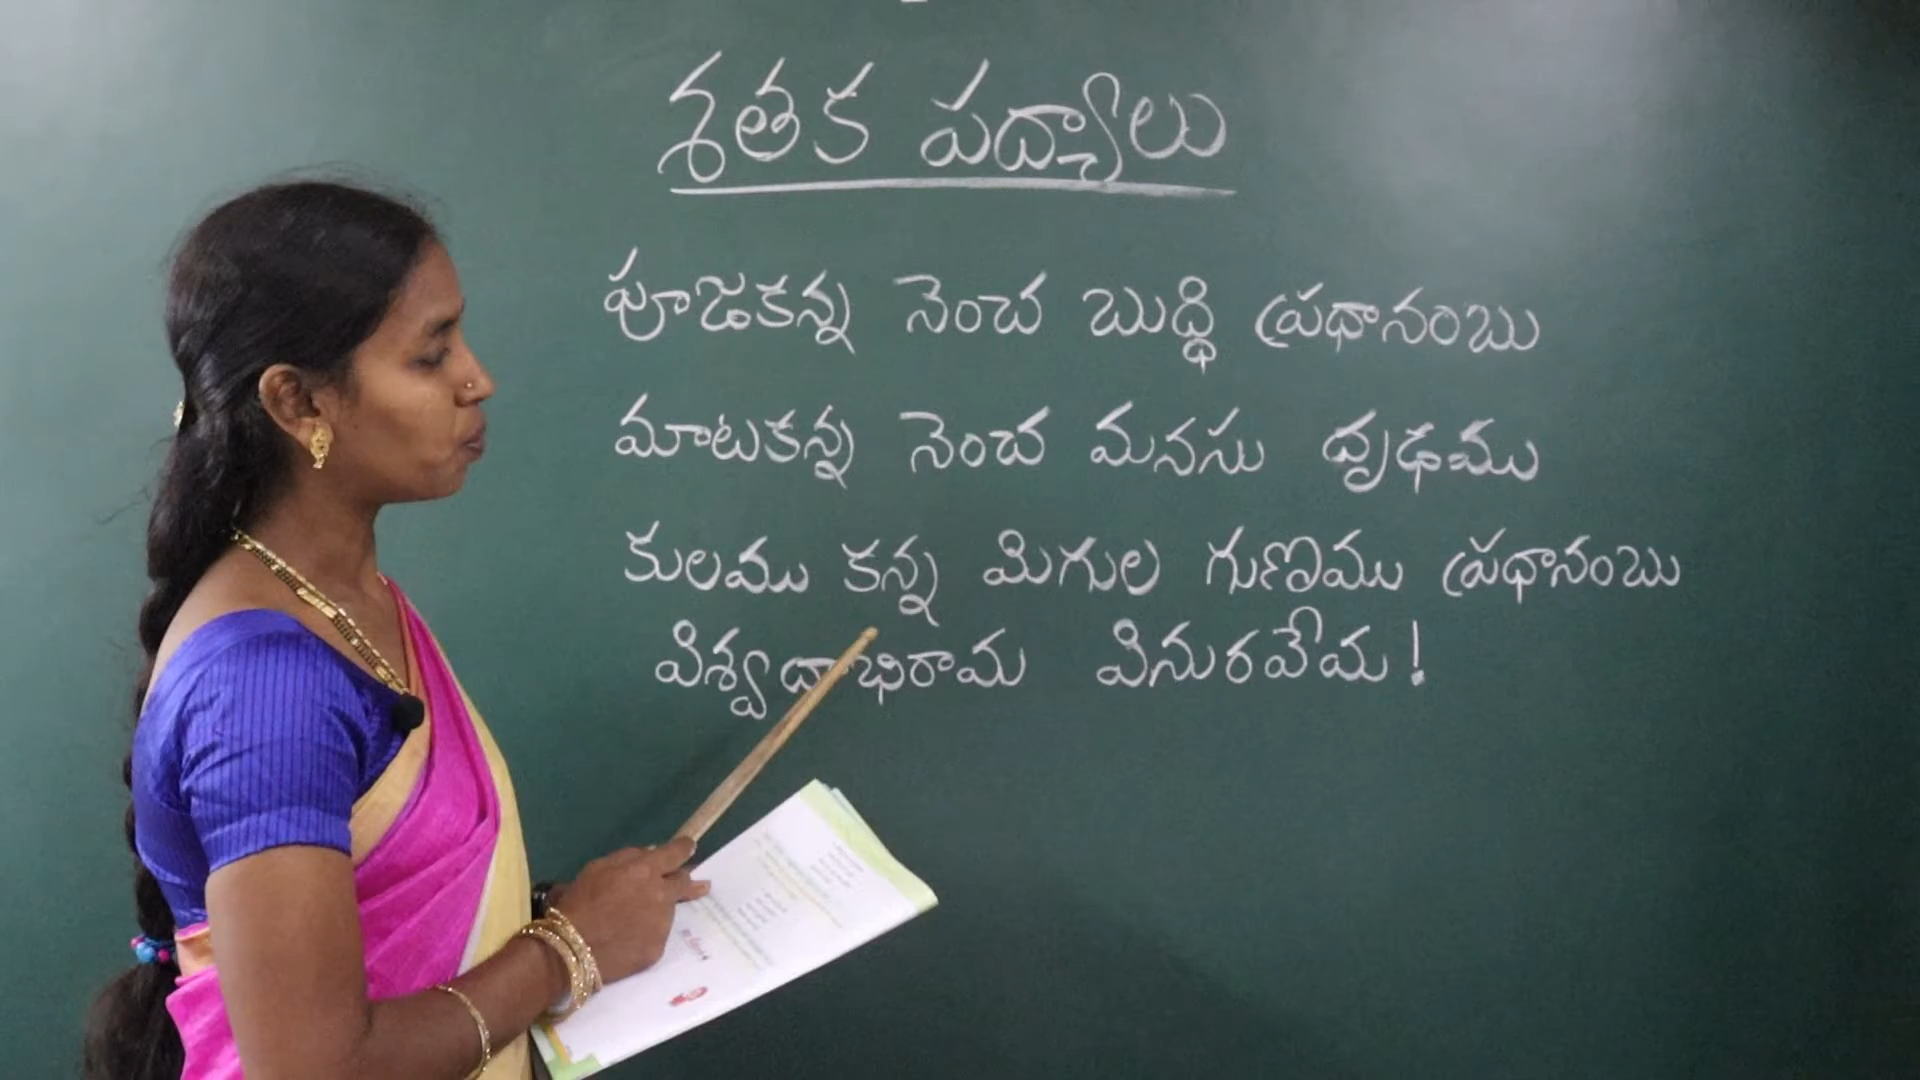 శతక పద్యాలు
పూజకన్న నెంచ బుద్ధి ప్రధానంబు
మాటకన్న నెంచ మనసు దృఢము
కులము కన్న మిగుల గుణము ప్రధానంబు
విశ్వదాభిరామ వినురవేమ!